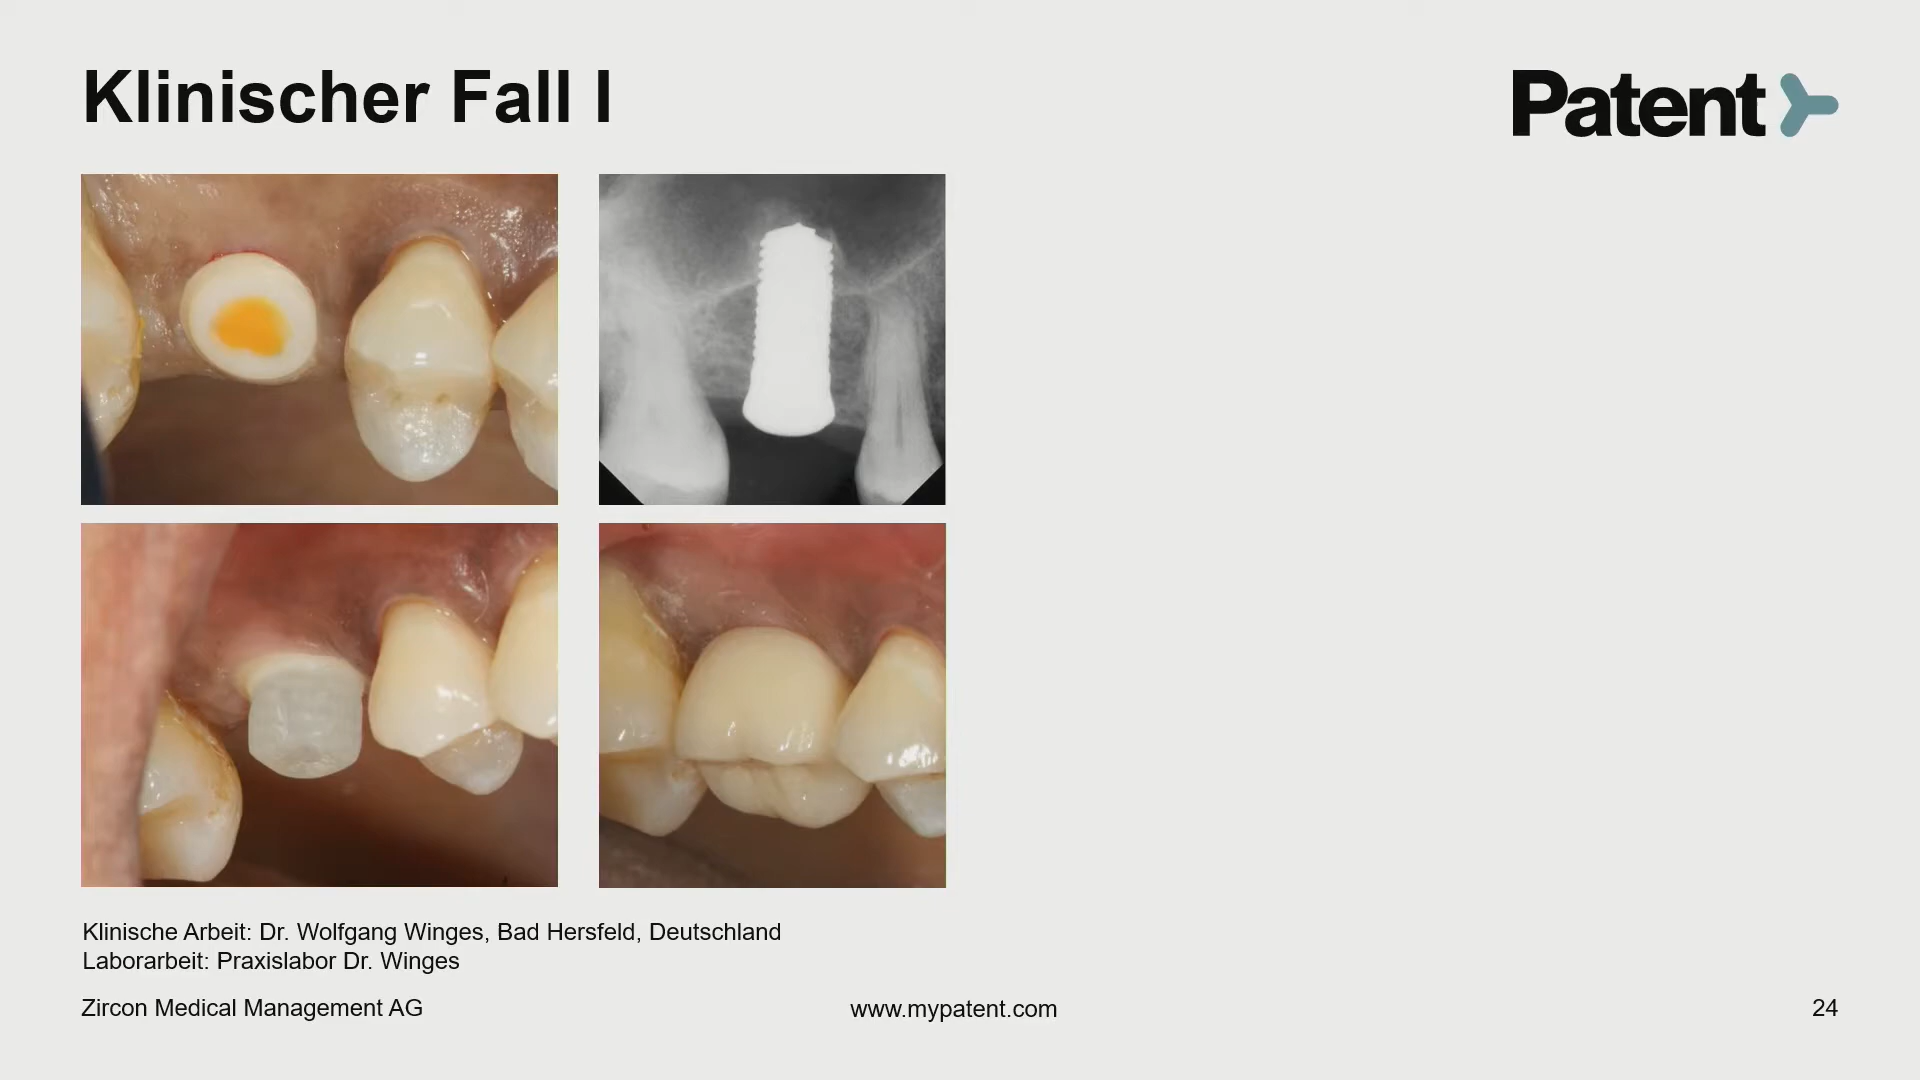 Klinischer Fall I
Patent
Klinische Arbeit: Dr. Wolfgang Winges, Bad Hersfeld, Deutschland
Laborarbeit: Praxislabor Dr. Winges
Zircon Medical Management AG
www.mypatent.com
24